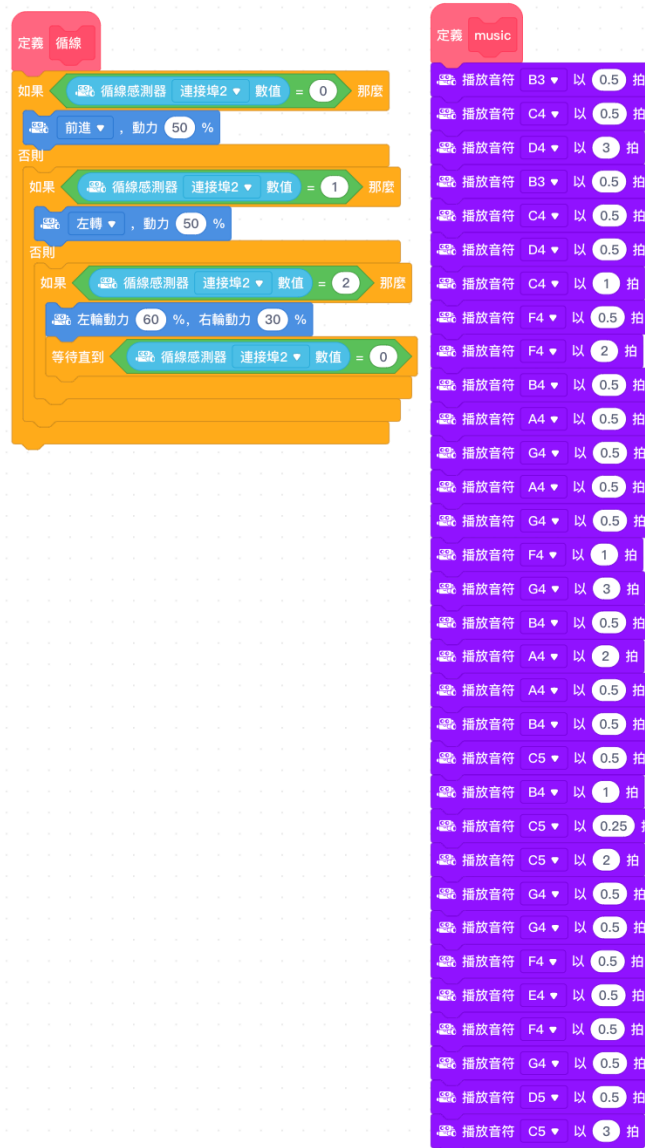 定義 循線
如果 循線感測器 連接埠2 數值 = 0 那麼
前進 , 動力 50 %
否則
如果 循線感測器 連接埠2 數值 = 1 那麼
左轉 , 動力 50 %
否則
如果 循線感測器 連接埠2 數值 = 2 那麼
左輪動力 60 %, 右輪動力 30 %
等待直到 循線感測器 連接埠2 數值 = 0
定義 music
播放音符 B3 以 0.5 拍
播放音符 C4 以 0.5 拍
播放音符 D4 以 3 拍
播放音符 B3 以 0.5 拍
播放音符 C4 以 0.5 拍
播放音符 D4 以 0.5 拍
播放音符 C4 以 1 拍
播放音符 F4 以 0.5 拍
播放音符 F4 以 2 拍
播放音符 B4 以 0.5 拍
播放音符 A4 以 0.5 拍
播放音符 G4 以 0.5 拍
播放音符 A4 以 0.5 拍
播放音符 G4 以 0.5 拍
播放音符 F4 以 1 拍
播放音符 G4 以 3 拍
播放音符 B4 以 0.5 拍
播放音符 A4 以 2 拍
播放音符 A4 以 0.5 拍
播放音符 B4 以 0.5 拍
播放音符 C5 以 0.5 拍
播放音符 B4 以 1 拍
播放音符 C5 以 0.25
播放音符 C5 以 2 拍
播放音符 G4 以 0.5 拍
播放音符 G4 以 0.5 拍
播放音符 F4 以 0.5 拍
播放音符 E4 以 0.5 拍
播放音符 F4 以 0.5 拍
播放音符 G4 以 0.5 拍
播放音符 D5 以 0.5 拍
播放音符 C5 以 3 拍